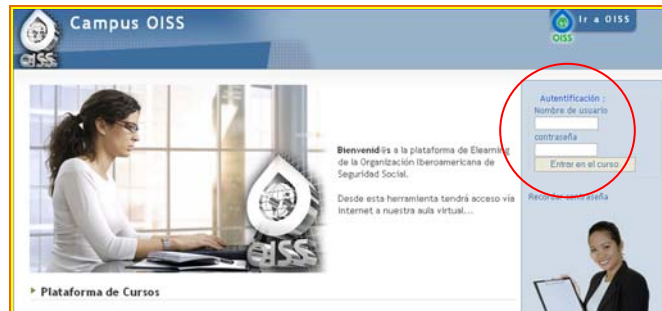 Campus OISS
Ir a OISS
OISS
OISS
Autentificación :
Nombre de usuario
contraseña
Entrar en el curso
Bienvenid@s a la plataforma de Elearning
de la Organización Iberoamericana de
Seguridad Social.
Desde esta herramienta tendrá acceso vía
internet a nuestra aula virtual...
OISS
Recordar contraseña
Plataforma de Cursos